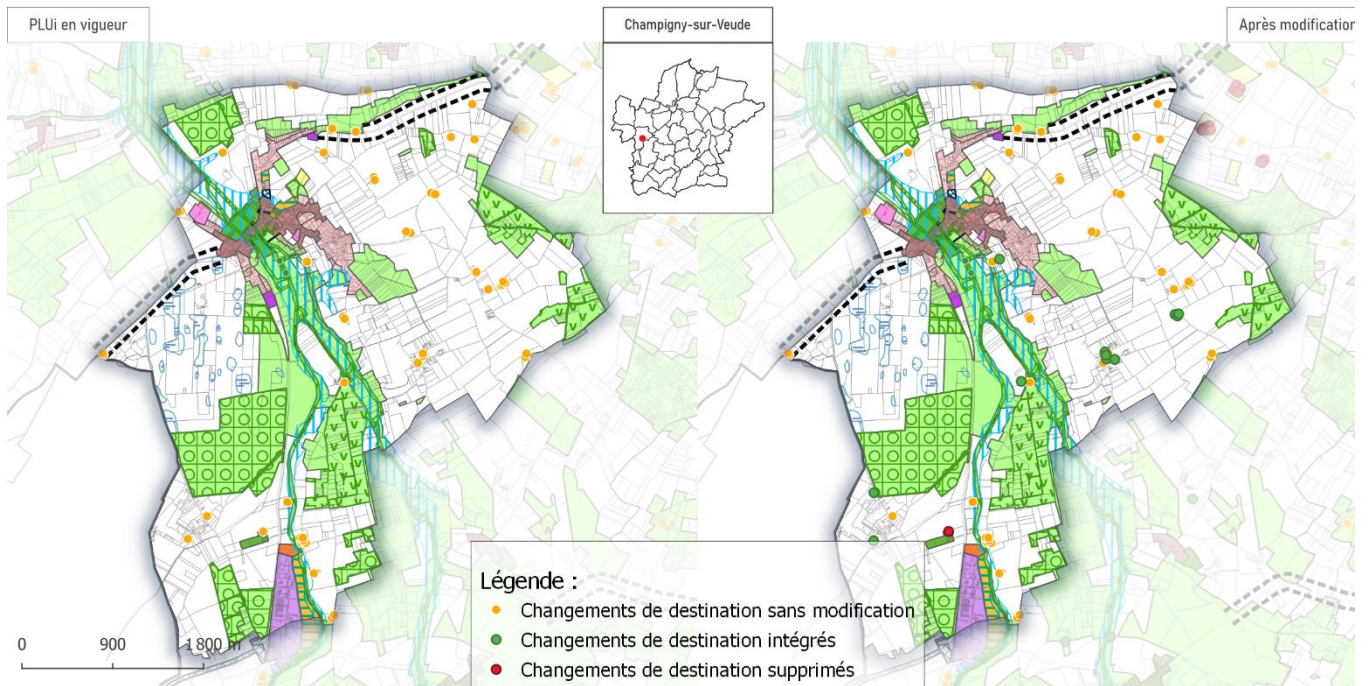 PLUi en vigueur
Champigny-sur-Veude
Après modification
Légende :
Changements de destination sans modification
Changements de destination intégrés
Changements de destination supprimés
0 900 1 800 m